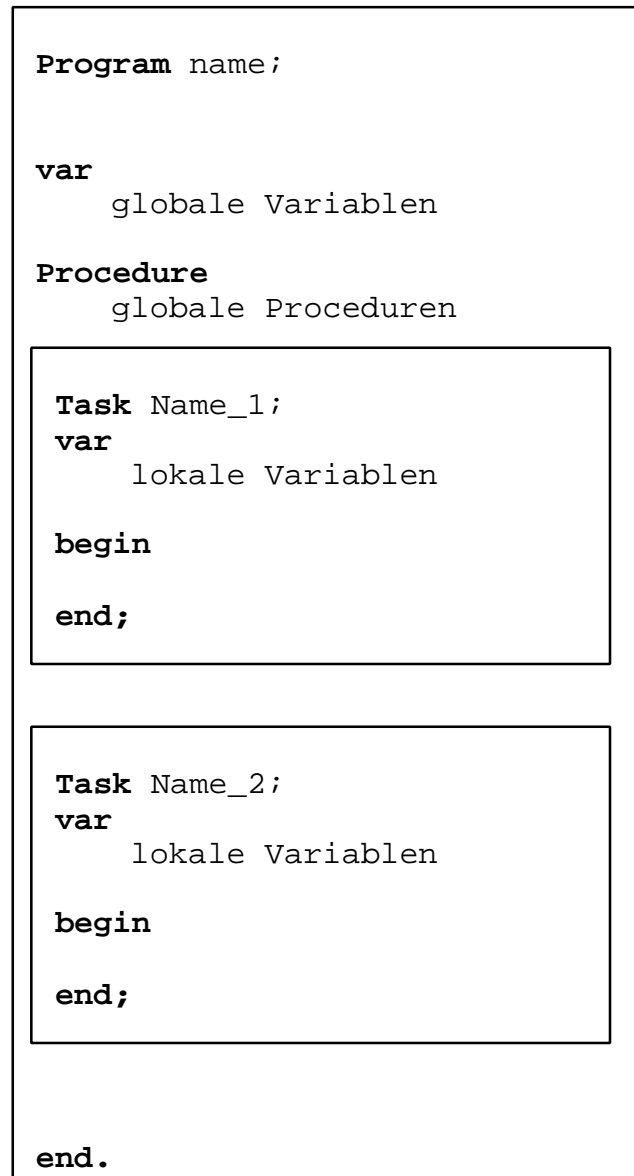 Program name;
var
globale Variablen
Procedure
globale Proceduren
Task Name_1;
var
lokale Variablen
begin
end;
Task Name_2;
var
lokale Variablen
begin
end;
end.